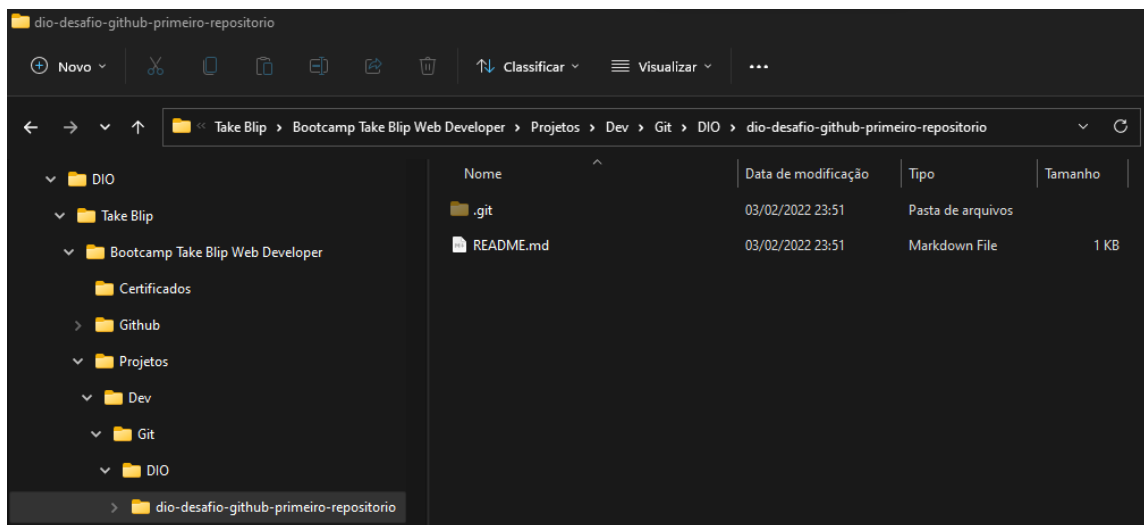 dio-desafio-github-primeiro-repositorio
Novo Classificar Visualizar
« Take Blip > Bootcamp Take Blip Web Developer > Projetos > Dev > Git > DIO > dio-desafio-github-primeiro-repositorio
DIO
Take Blip
Bootcamp Take Blip Web Developer
Certificados
Github
Projetos
Dev
Git
DIO
dio-desafio-github-primeiro-repositorio
Nome Data de modificação Tipo Tamanho
.git 03/02/2022 23:51 Pasta de arquivos
README.md 03/02/2022 23:51 Markdown File 1 KB